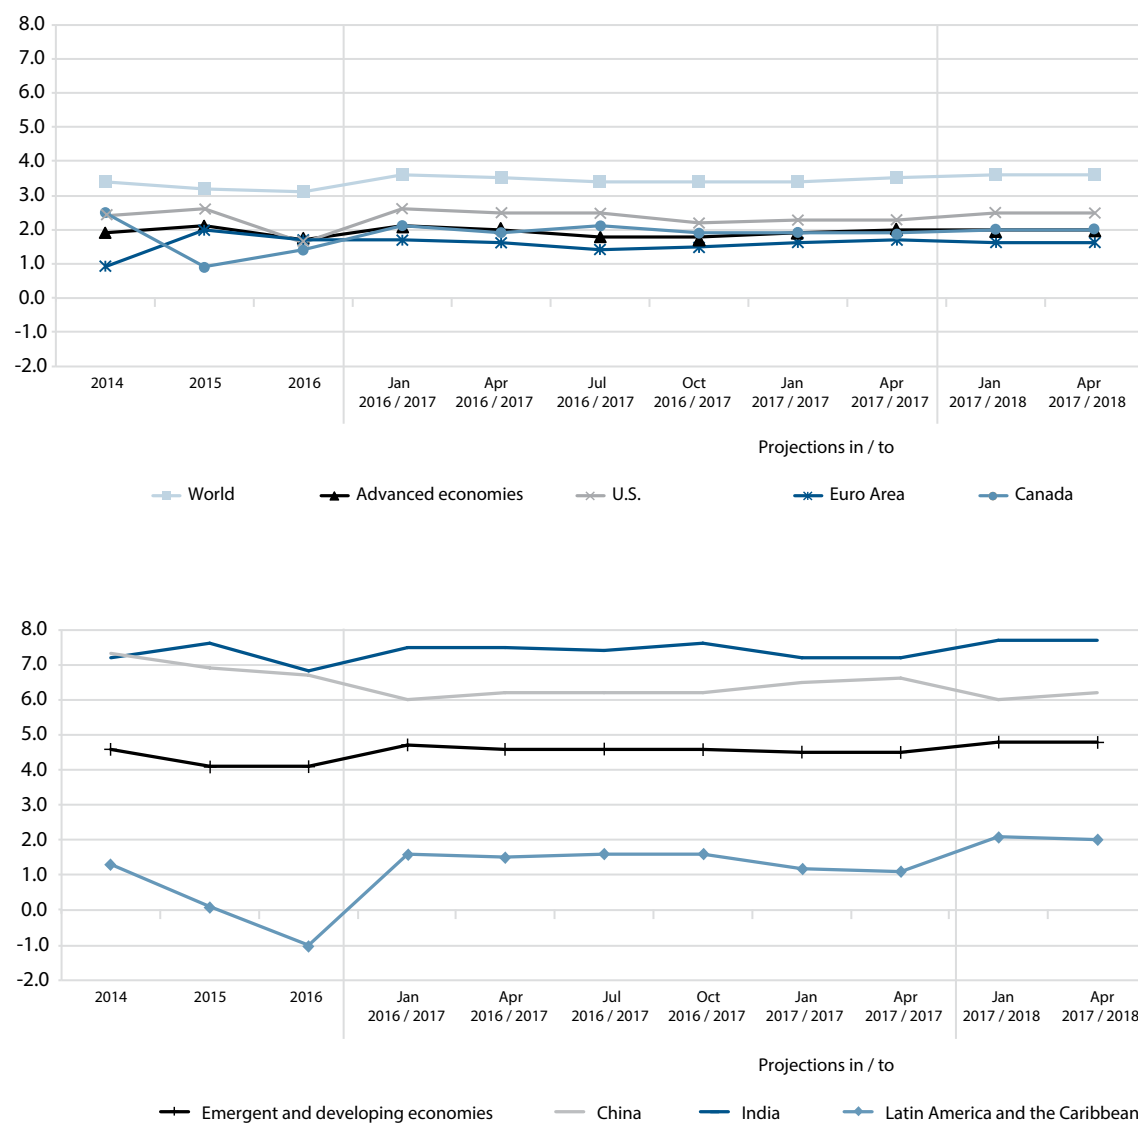 8.0
7.0
6.0
5.0
4.0
3.0
2.0
1.0
0.0
-1.0
-2.0
2014 2015 2016 Jan Apr Jul Oct Jan Apr Jan Apr
2016 / 2017 2016 / 2017 2016 / 2017 2016 / 2017 2017 / 2017 2017 / 2017 2017 / 2018 2017 / 2018
Projections in / to
World Advanced economies U.S. Euro Area Canada
8.0
7.0
6.0
5.0
4.0
3.0
2.0
1.0
0.0
-1.0
-2.0
2014 2015 2016 Jan Apr Jul Oct Jan Apr Jan Apr
2016 / 2017 2016 / 2017 2016 / 2017 2016 / 2017 2017 / 2017 2017 / 2017 2017 / 2018 2017 / 2018
Projections in / to
Emergent and developing economies China India Latin America and the Caribbean